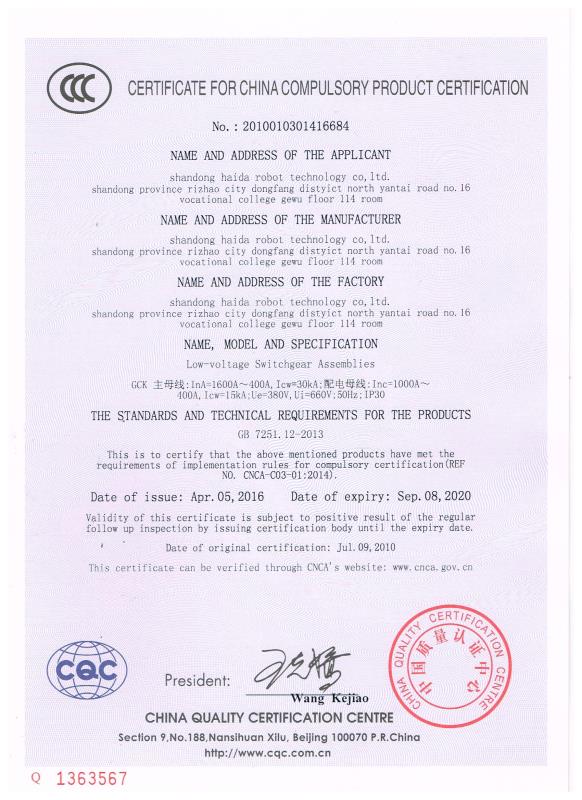 CCC
CERTIFICATE FOR CHINA COMPULSORY PRODUCT CERTIFICATION
No. : 2010010301416684
NAME AND ADDRESS OF THE APPLICANT
shandong haida robot technology co,ltd.
shandong province rizhao city dongfang distyict north yantai road no.16
vocational college gewu floor 114 room
NAME AND ADDRESS OF THE MANUFACTURER
shandong haida robot technology co,ltd.
shandong province rizhao city dongfang distyict north yantai road no.16
vocational college gewu floor 114 room
NAME AND ADDRESS OF THE FACTORY
shandong haida robot technology co,ltd.
shandong province rizhao city dongfang distyict north yantai road no.16
vocational college gewu floor 114 room
NAME, MODEL AND SPECIFICATION
Low-voltage Switchgear Assemblies
GCK 主母线:InA=1600A～400A,Icw=30kA;配电母线:Inc=1000A～
400A,Icw=15kA;Ue=380V,Ui=660V;50Hz;IP30
THE STANDARDS AND TECHNICAL REQUIREMENTS FOR THE PRODUCTS
GB 7251.12-2013
This is to certify that the above mentioned products have met the
requirements of implementation rules for compulsory certification(REF
NO. CNCA-C03-01:2014).
Date of issue: Apr.05,2016 Date of expiry: Sep.08,2020
Validity of this certificate is subject to positive result of the regular
follow up inspection by issuing certification body until the expiry date.
Date of original certification: Jul.09,2010
This certificate can be verified through CNCA's website: www.cnca.gov.cn
CQC
President:
Wang Kejiao
CHINA QUALITY CERTIFICATION CENTRE
中国质量认证中心
CHINA QUALITY CERTIFICATION CENTRE
Section 9,No.188,Nansihuan Xilu, Beijing 100070 P.R.China
http://www.cqc.com.cn
Q 1363567